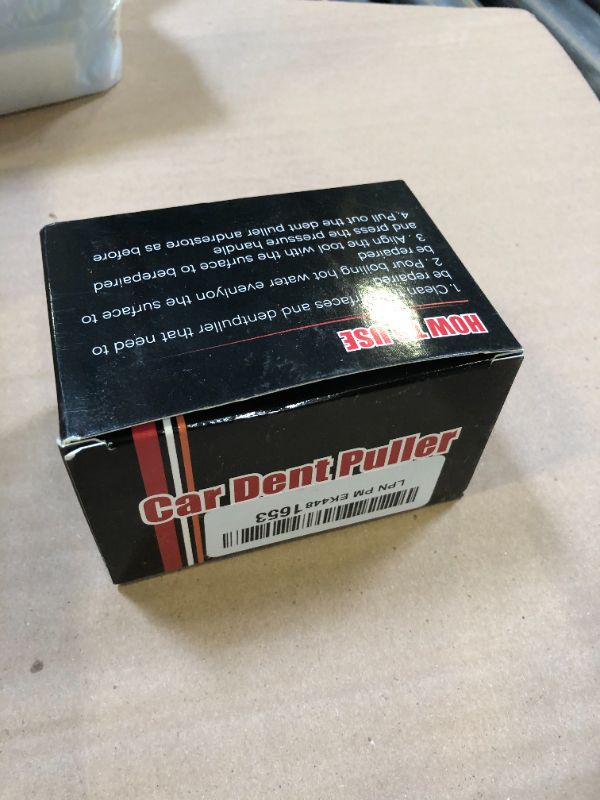 HOW TO USE
1. Clean surfaces and dentpuller that need to
be repaired
2. Pour boiling hot water evenlyon the surface to
be repaired
3. Align the tool with the surface to berepaired
and press the pressure handle
4.Pull out the dent puller andrestore as before
Car Dent Puller
LPN PM EK4481653